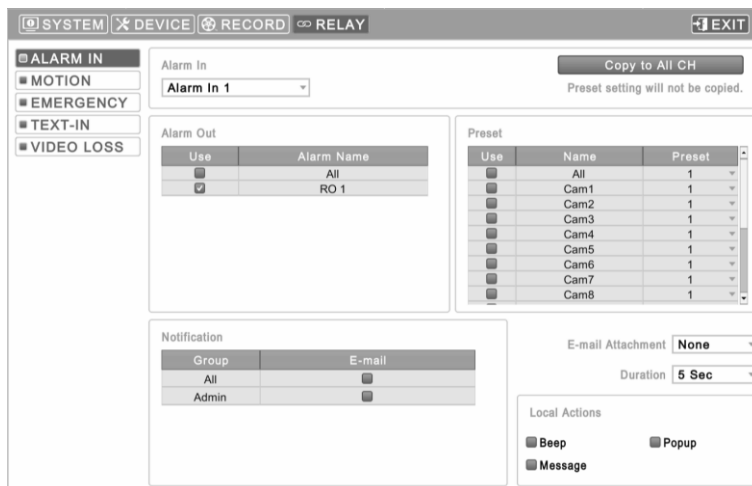 SYSTEM DEVICE RECORD RELAY EXIT
ALARM IN
MOTION
EMERGENCY
TEXT-IN
VIDEO LOSS
Alarm In
Alarm In 1
Copy to All CH
Preset setting will not be copied.
Alarm Out
Use Alarm Name
All
RO 1
Preset
Use Name Preset
All 1
Cam1 1
Cam2 1
Cam3 1
Cam4 1
Cam5 1
Cam6 1
Cam7 1
Cam8 1
Notification
Group E-mail
All
Admin
E-mail Attachment None
Duration 5 Sec
Local Actions
Beep Popup
Message